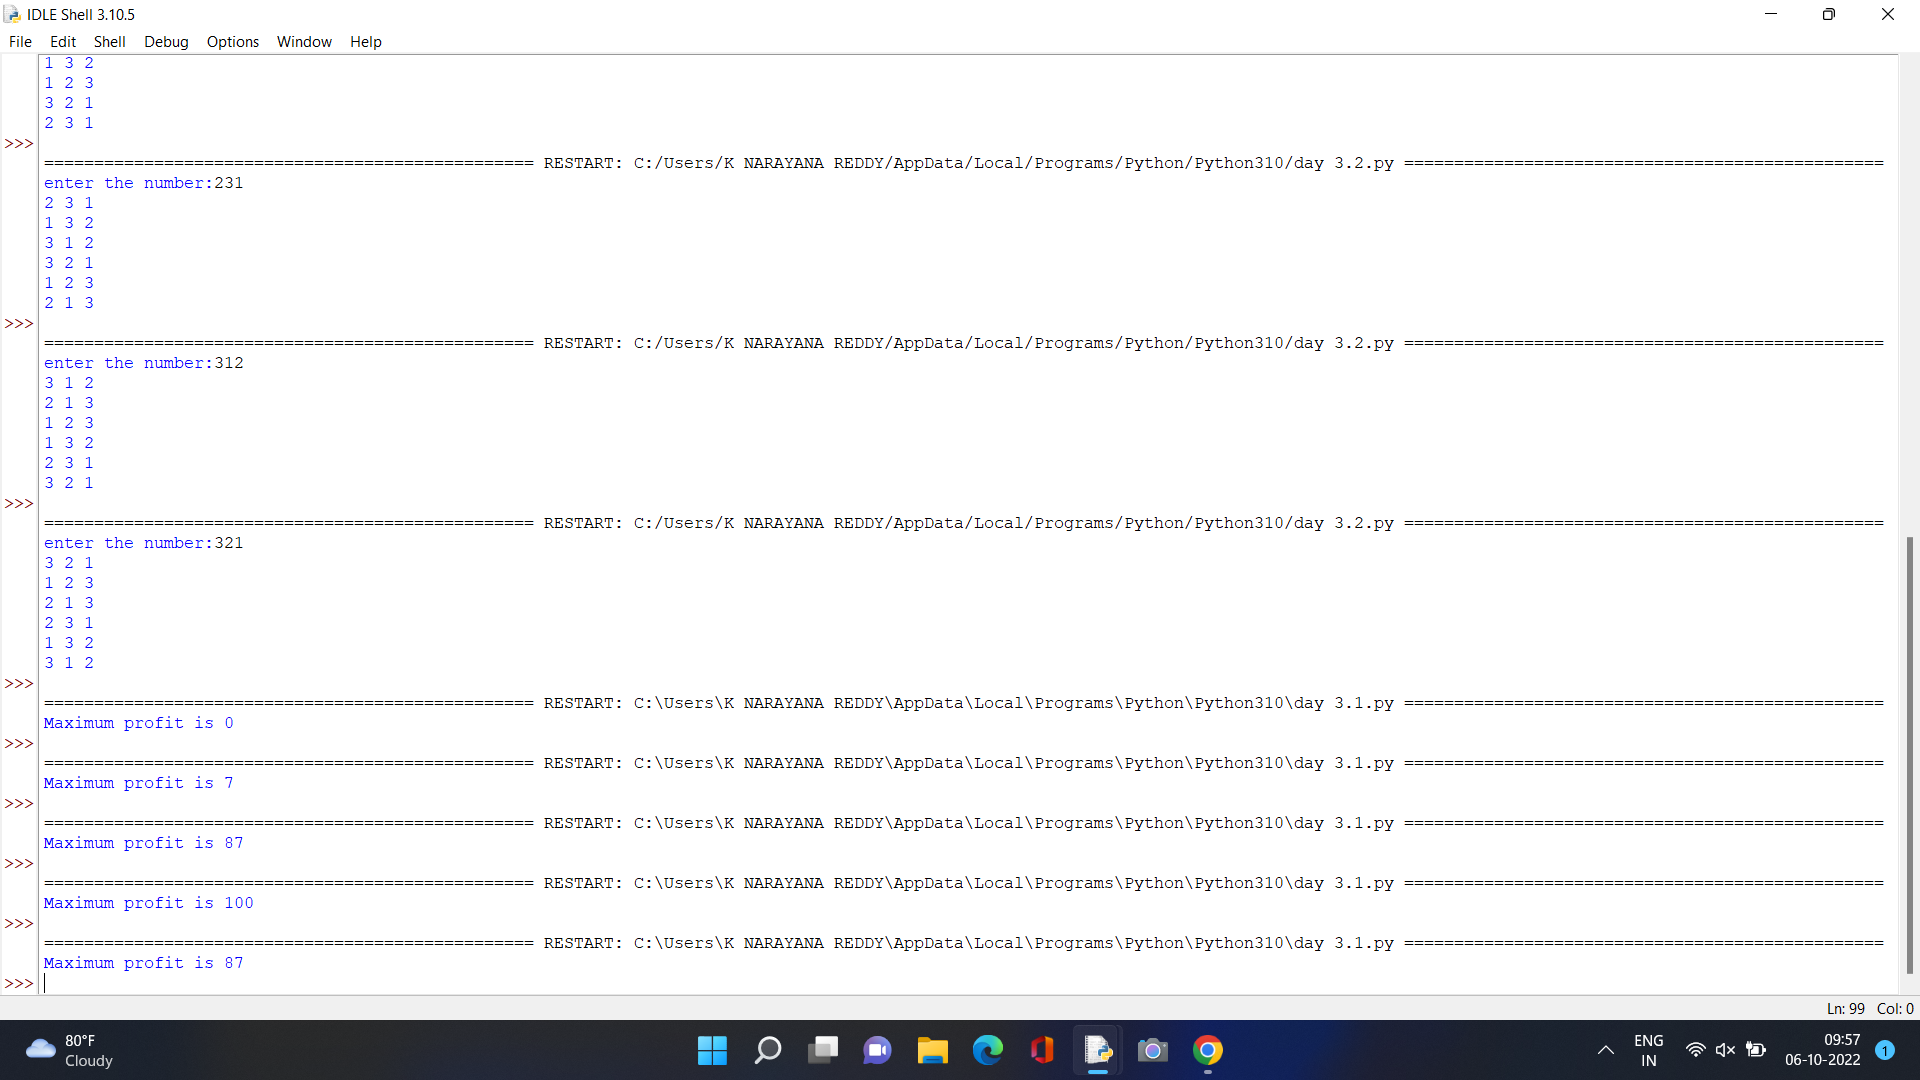 IDLE Shell 3.10.5
File Edit Shell Debug Options Window Help
1 3 2
1 2 3
3 2 1
2 3 1
>>>
================================================= RESTART: C:/Users/K NARAYANA REDDY/AppData/Local/Programs/Python/Python310/day 3.2.py ================================================
enter the number:231
2 3 1
1 3 2
3 1 2
3 2 1
1 2 3
2 1 3
>>>
================================================= RESTART: C:/Users/K NARAYANA REDDY/AppData/Local/Programs/Python/Python310/day 3.2.py ================================================
enter the number:312
3 1 2
2 1 3
1 2 3
1 3 2
2 3 1
3 2 1
>>>
================================================= RESTART: C:/Users/K NARAYANA REDDY/AppData/Local/Programs/Python/Python310/day 3.2.py ================================================
enter the number:321
3 2 1
1 2 3
2 1 3
2 3 1
1 3 2
3 1 2
>>>
================================================= RESTART: C:\Users\K NARAYANA REDDY\AppData\Local\Programs\Python\Python310\day 3.1.py ================================================
Maximum profit is 0
>>>
================================================= RESTART: C:\Users\K NARAYANA REDDY\AppData\Local\Programs\Python\Python310\day 3.1.py ================================================
Maximum profit is 7
>>>
================================================= RESTART: C:\Users\K NARAYANA REDDY\AppData\Local\Programs\Python\Python310\day 3.1.py ================================================
Maximum profit is 87
>>>
================================================= RESTART: C:\Users\K NARAYANA REDDY\AppData\Local\Programs\Python\Python310\day 3.1.py ================================================
Maximum profit is 100
>>>
================================================= RESTART: C:\Users\K NARAYANA REDDY\AppData\Local\Programs\Python\Python310\day 3.1.py ================================================
Maximum profit is 87
>>>
Ln: 99 Col: 0
80°F
Cloudy
ENG
IN
09:57
06-10-2022
1